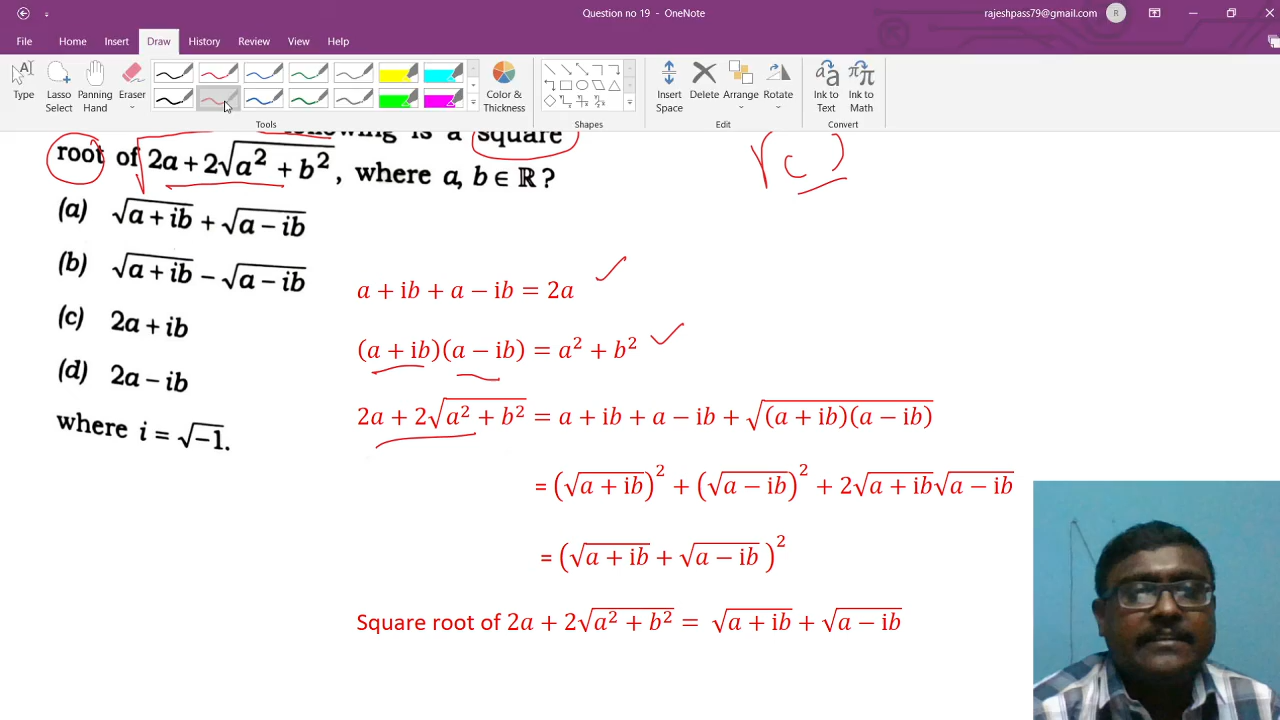 Question no 19 - OneNote
rajeshpass79@gmail.com R
File Home Insert Draw History Review View Help
Type
Lasso Select
Panning Hand
Eraser
Color & Thickness
Insert Space
Delete
Arrange
Rotate
Ink to Text
Ink to Math
Tools
Shapes
Convert
following is a square
root of √(2a + 2√(a² + b²)), where a, b ∈ ℝ ?
(a) √(a + ib) + √(a − ib)
(b) √(a + ib) − √(a − ib)
(c) 2a + ib
(d) 2a − ib
where i = √−1.
a + ib + a − ib = 2a
(a + ib)(a − ib) = a² + b²
2a + 2√(a² + b²) = a + ib + a − ib + √((a + ib)(a − ib))
= (√(a + ib))² + (√(a − ib))² + 2√(a + ib)√(a − ib)
= (√(a + ib) + √(a − ib))²
Square root of 2a + 2√(a² + b²) = √(a + ib) + √(a − ib)